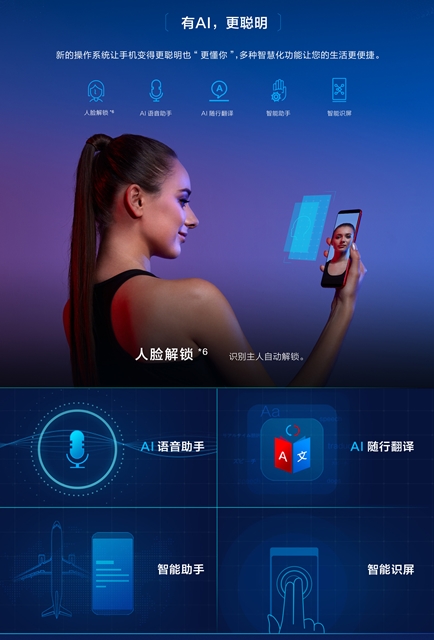 有AI，更聪明
新的操作系统让手机变得更聪明也“更懂你”，多种智慧化功能让您的生活更便捷。
人脸解锁 *6
AI 语音助手
AI 随行翻译
智能助手
智能识屏
人脸解锁 *6
识别主人自动解锁。
AI 语音助手
Aa
A 文
AI 随行翻译
智能助手
智能识屏